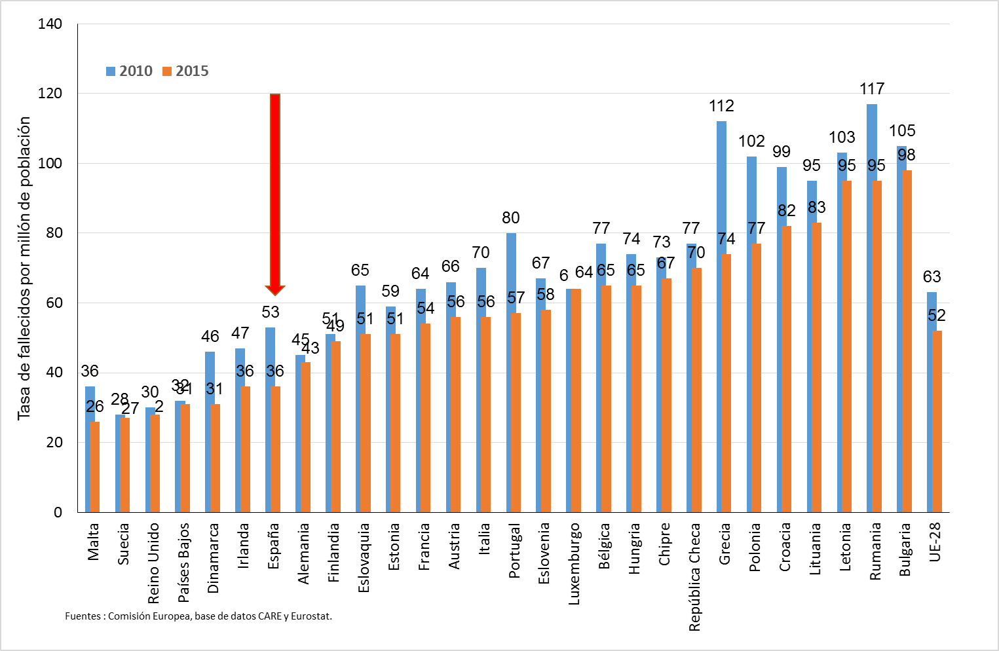 140
120
100
80
60
40
20
0
Tasa de fallecidos por millón de población
2010 2015
36 28 30 32 46 47 53 45 51 65 59 64 66 70 80 67 6 77 74 73 77 112 102 99 95 103 117 105 63
26 27 2 31 31 36 36 43 49 51 51 54 56 56 57 58 64 65 65 67 70 74 77 82 83 95 95 98 52
Malta
Suecia
Reino Unido
Países Bajos
Dinamarca
Irlanda
España
Alemania
Finlandia
Eslovaquia
Estonia
Francia
Austria
Italia
Portugal
Eslovenia
Luxemburgo
Bélgica
Hungria
Chipre
República Checa
Grecia
Polonia
Croacia
Lituania
Letonia
Rumania
Bulgaria
UE-28
Fuentes : Comisión Europea, base de datos CARE y Eurostat.